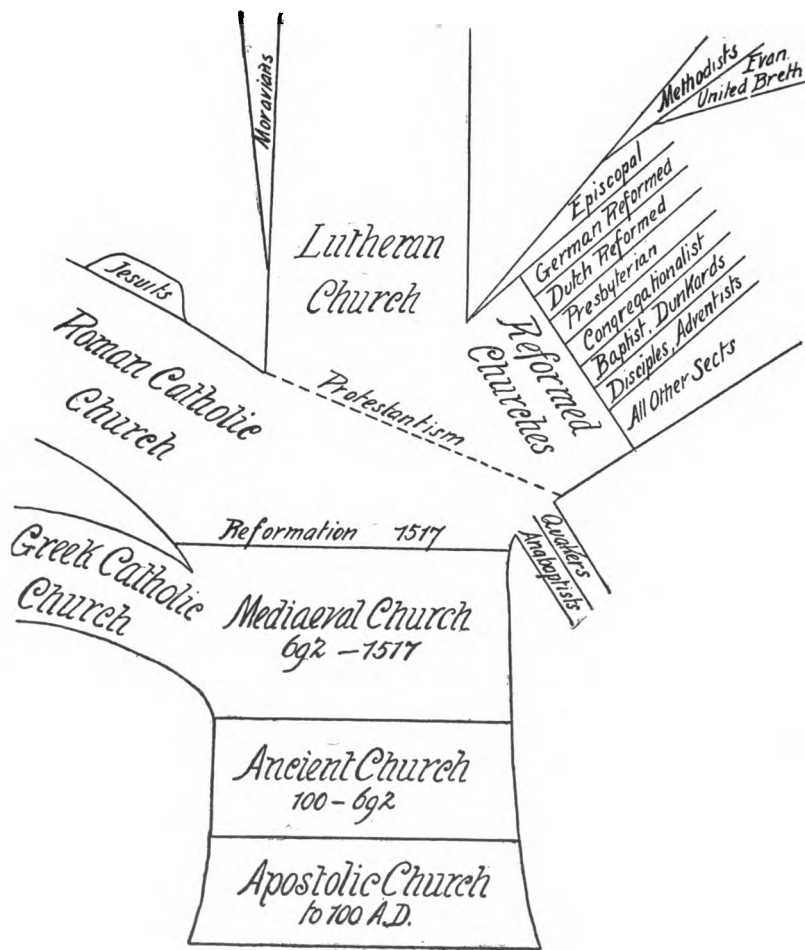 Moravians
Methodists
Evan.
United Breth.
Lutheran
Church
Episcopal
German Reformed
Dutch Reformed
Presbyterian
Congregationalist
Baptist, Dunkards
Disciples, Adventists
All Other Sects
Jesuits
Roman Catholic
Church
Reformed
Churches
Protestantism
Reformation 1517
Quakers
Anabaptists
Greek Catholic
Church
Mediaeval Church
692 – 1517
Ancient Church
100 – 692
Apostolic Church
to 100 A.D.